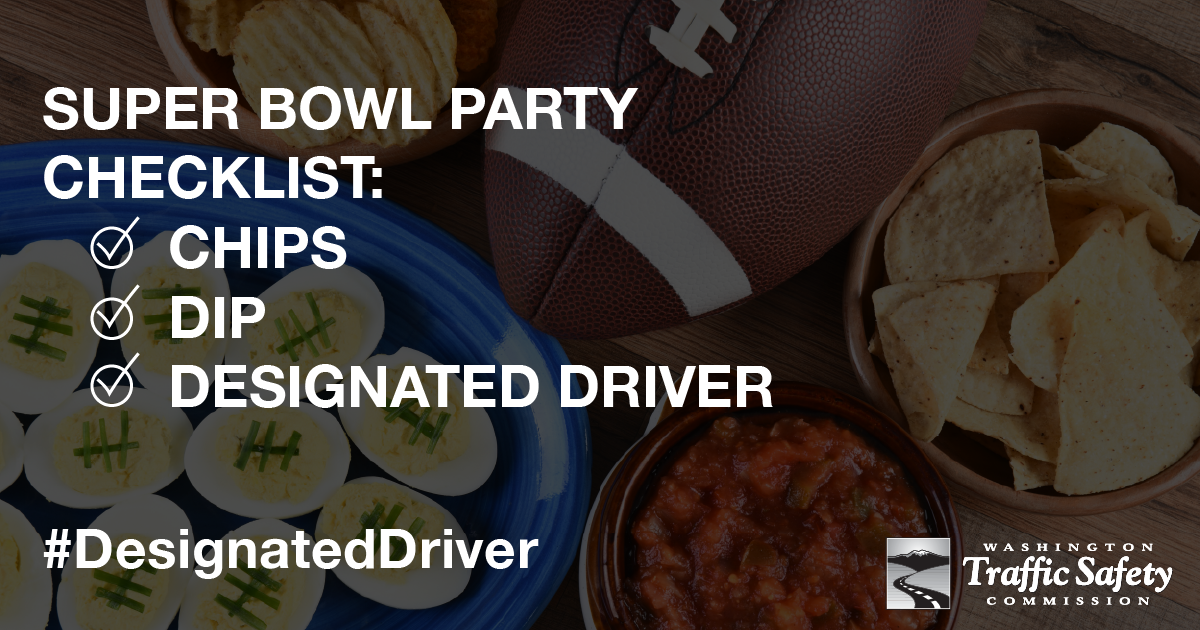 SUPER BOWL PARTY
CHECKLIST:
CHIPS
DIP
DESIGNATED DRIVER
#DesignatedDriver
WASHINGTON
Traffic Safety
COMMISSION